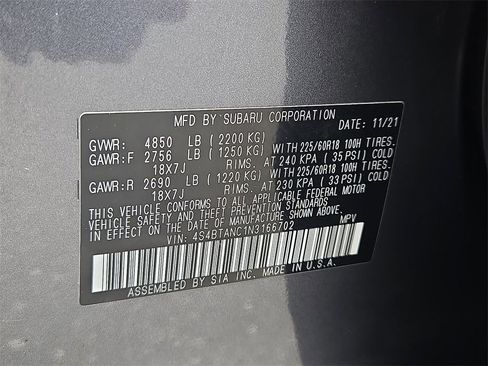 MFD BY SUBARU CORPORATION
DATE: 11/21
GVWR: 4850 LB (2200 KG)
GAWR:F 2756 LB (1250 KG) WITH 225/60R18 100H TIRES.
18X7J RIMS. AT 240 KPA (35 PSI) COLD
GAWR:R 2690 LB (1220 KG) WITH 225/60R18 100H TIRES.
18X7J RIMS. AT 230 KPA (33 PSI) COLD
THIS VEHICLE CONFORMS TO ALL APPLICABLE FEDERAL MOTOR
VEHICLE SAFETY AND THEFT PREVENTION STANDARDS IN EFFECT
ON THE DATE OF MANUFACTURE SHOWN ABOVE.
VIN: 4S4BTANC1N3166702 MPV
ASSEMBLED BY SIA INC. MADE IN U.S.A.